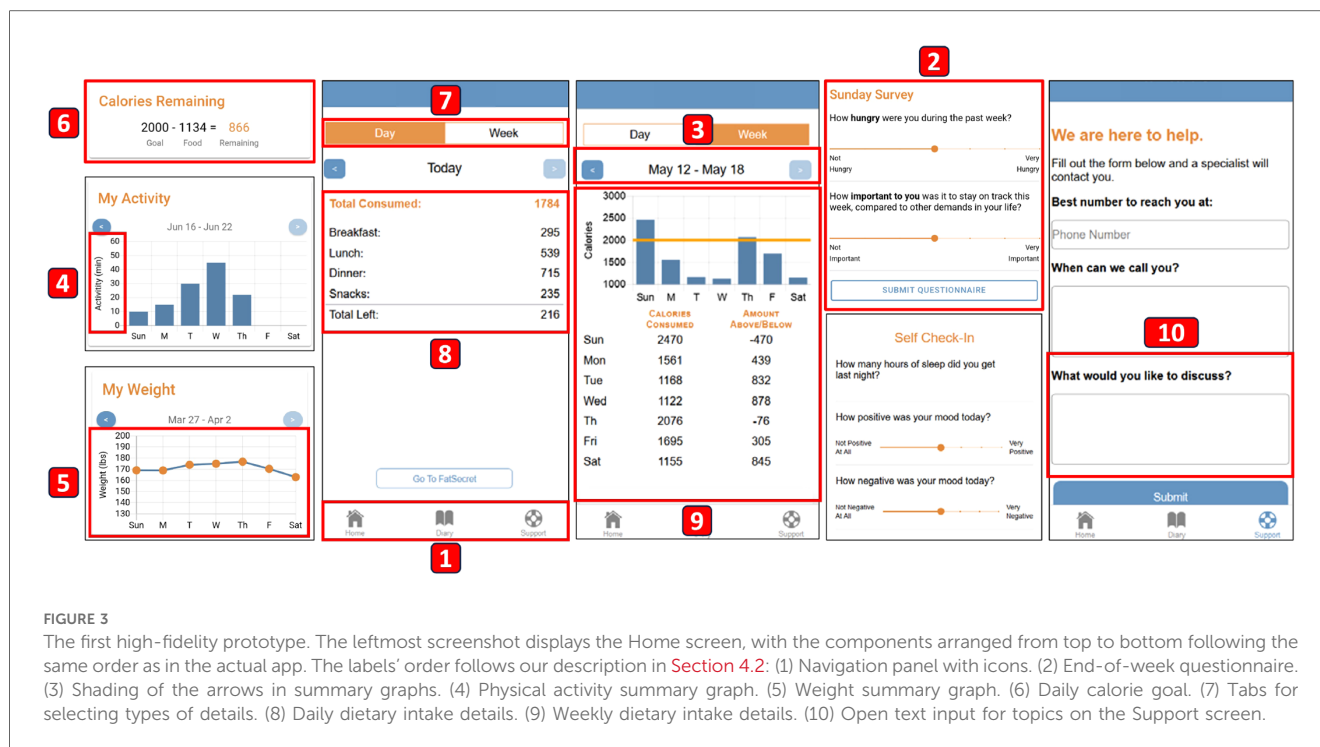 6
Calories Remaining
2000 - 1134 = 866
Goal Food Remaining
4
My Activity
< Jun 16 - Jun 22 >
Activitity (min)
60
50
40
30
20
10
0
Sun M T W Th F Sat
5
My Weight
< Mar 27 - Apr 2 >
Weight (lbs)
200
190
180
170
160
150
140
130
Sun M T W Th F Sat
7
Day Week
< Today >
Total Consumed: 1784
Breakfast: 295
Lunch: 539
Dinner: 715
Snacks: 235
Total Left: 216
8
Go To FatSecret
Home Diary Support
1
3
Day Week
< May 12 - May 18 >
Calories
3000
2500
2000
1500
1000
Sun M T W Th F Sat
CALORIES CONSUMED AMOUNT ABOVE/BELOW
Sun 2470 -470
Mon 1561 439
Tue 1168 832
Wed 1122 878
Th 2076 -76
Fri 1695 305
Sat 1155 845
9
Home Support
2
Sunday Survey
How hungry were you during the past week?
Not Hungry Very Hungry
How important to you was it to stay on track this
week, compared to other demands in your life?
Not Important Very Important
SUBMIT QUESTIONNAIRE
Self Check-In
How many hours of sleep did you get
last night?
How positive was your mood today?
Not Positive At All Very Positive
How negative was your mood today?
Not Negative At All Very Negative
We are here to help.
Fill out the form below and a specialist will
contact you.
Best number to reach you at:
Phone Number
When can we call you?
10
What would you like to discuss?
Submit
Home Diary Support
FIGURE 3
The first high-fidelity prototype. The leftmost screenshot displays the Home screen, with the components arranged from top to bottom following the
same order as in the actual app. The labels' order follows our description in Section 4.2: (1) Navigation panel with icons. (2) End-of-week questionnaire.
(3) Shading of the arrows in summary graphs. (4) Physical activity summary graph. (5) Weight summary graph. (6) Daily calorie goal. (7) Tabs for
selecting types of details. (8) Daily dietary intake details. (9) Weekly dietary intake details. (10) Open text input for topics on the Support screen.